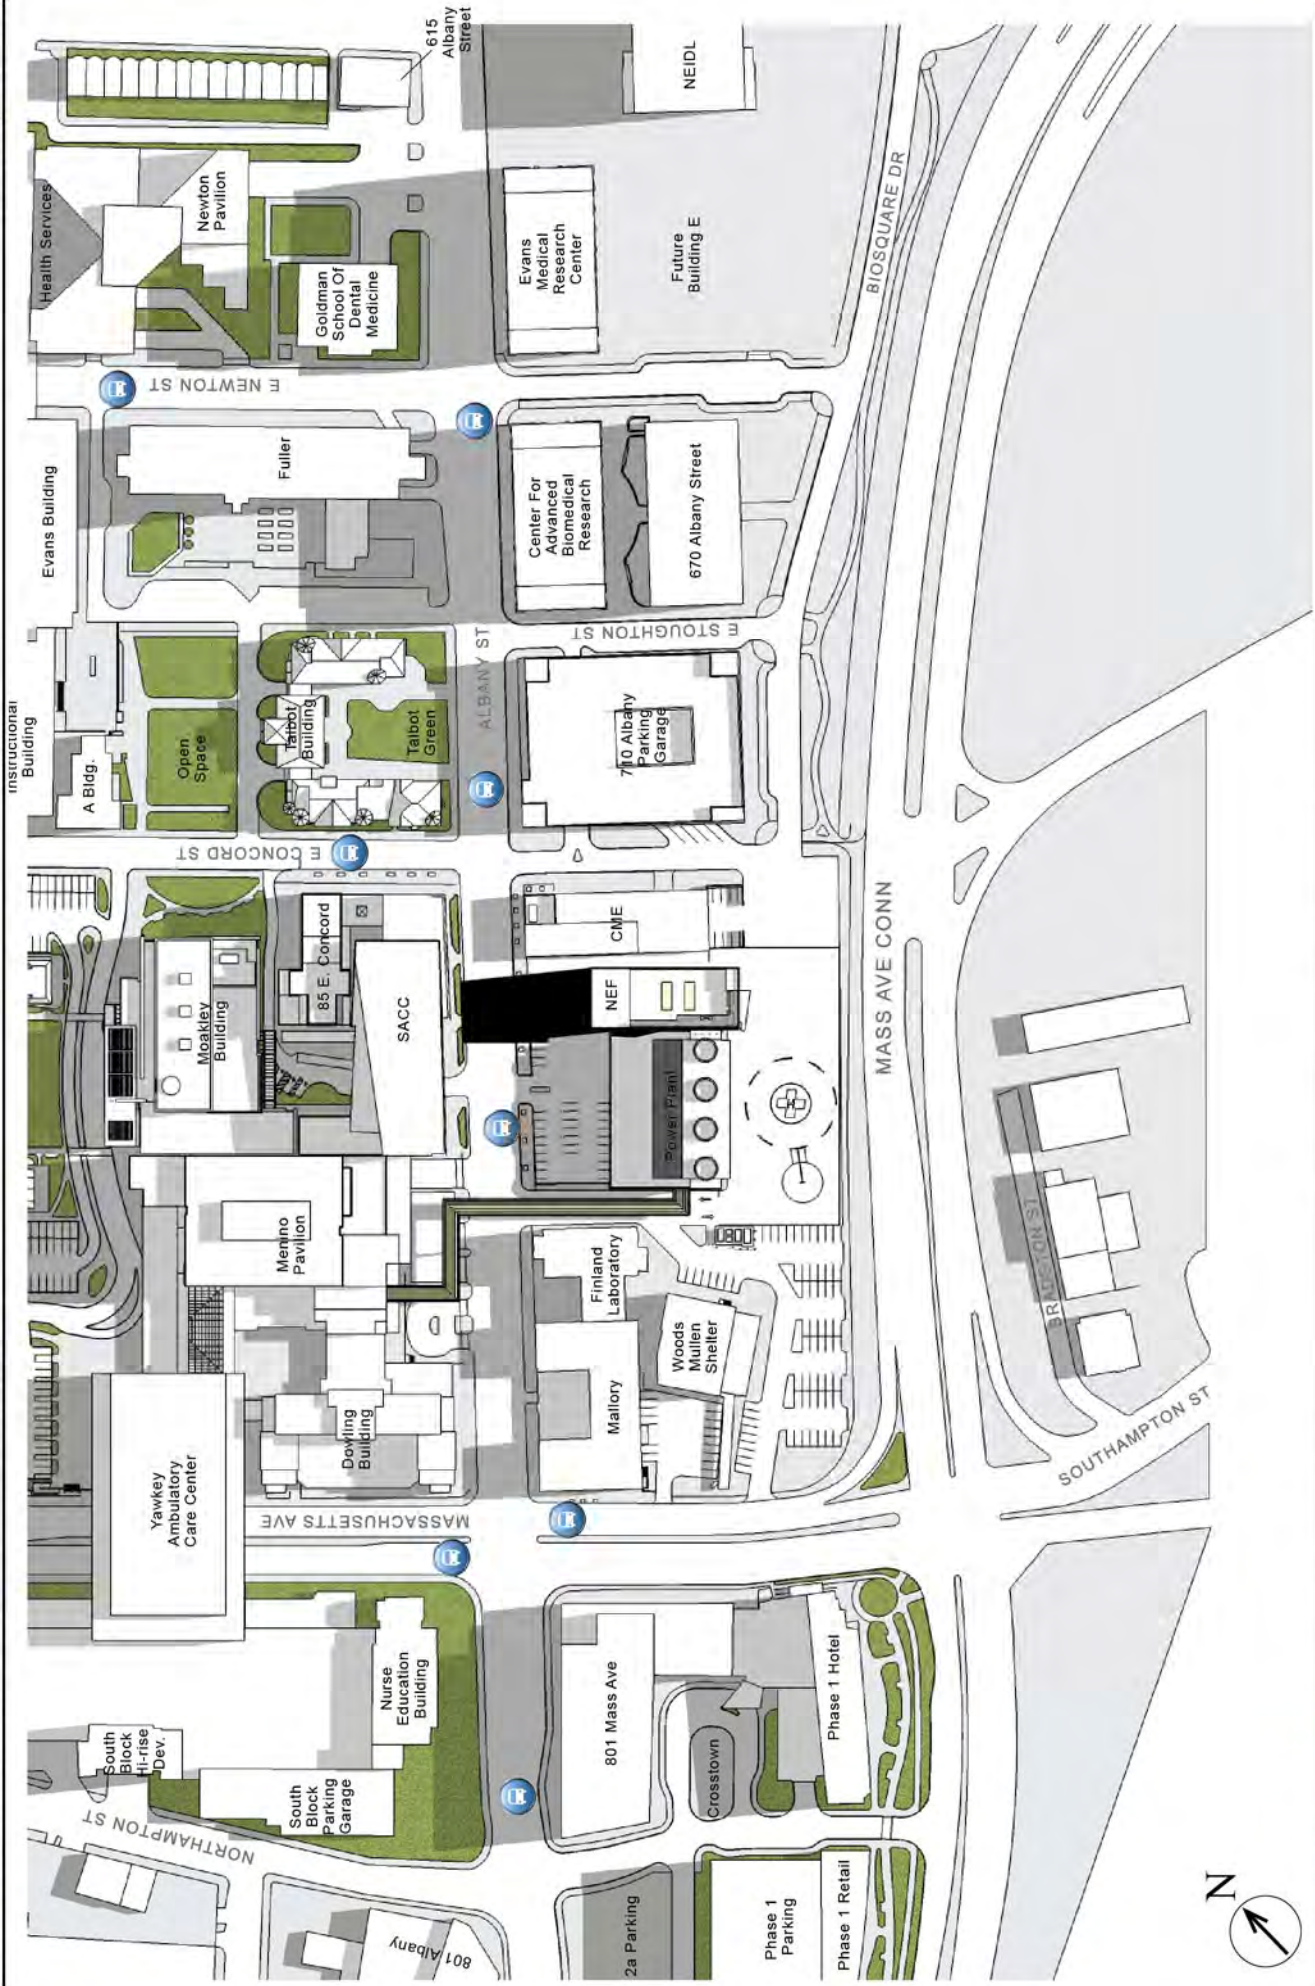 615
Albany
Street
NEIDL
Health Services
Newton
Pavilion
Goldman
School Of
Dental
Medicine
Evans
Medical
Research
Center
Future
Building E
BIOSQUARE DR
E NEWTON ST
Evans Building
Fuller
Center For
Advanced
Biomedical
Research
670 Albany Street
E STOUGHTON ST
ALBANY ST
Instructional
Building
A Bldg.
Open
Space
Talbot
Building
Talbot
Green
710 Albany
Parking
Garage
E CONCORD ST
MASS AVE CONN
Moakley
Building
85 E. Concord
SACC
CME
NEF
Power Plant
Menino
Pavilion
Finland
Laboratory
Woods
Mullen
Shelter
Mallory
Dowling
Building
Yawkey
Ambulatory
Care Center
MASSACHUSETTS AVE
BRADSTON ST
SOUTHAMPTON ST
Nurse
Education
Building
801 Mass Ave
Phase 1 Hotel
Crosstown
South
Block
Hi-rise
Dev.
South
Block
Parking
Garage
NORTHAMPTON ST
801 Albany
2a Parking
Phase 1
Parking
Phase 1 Retail
N